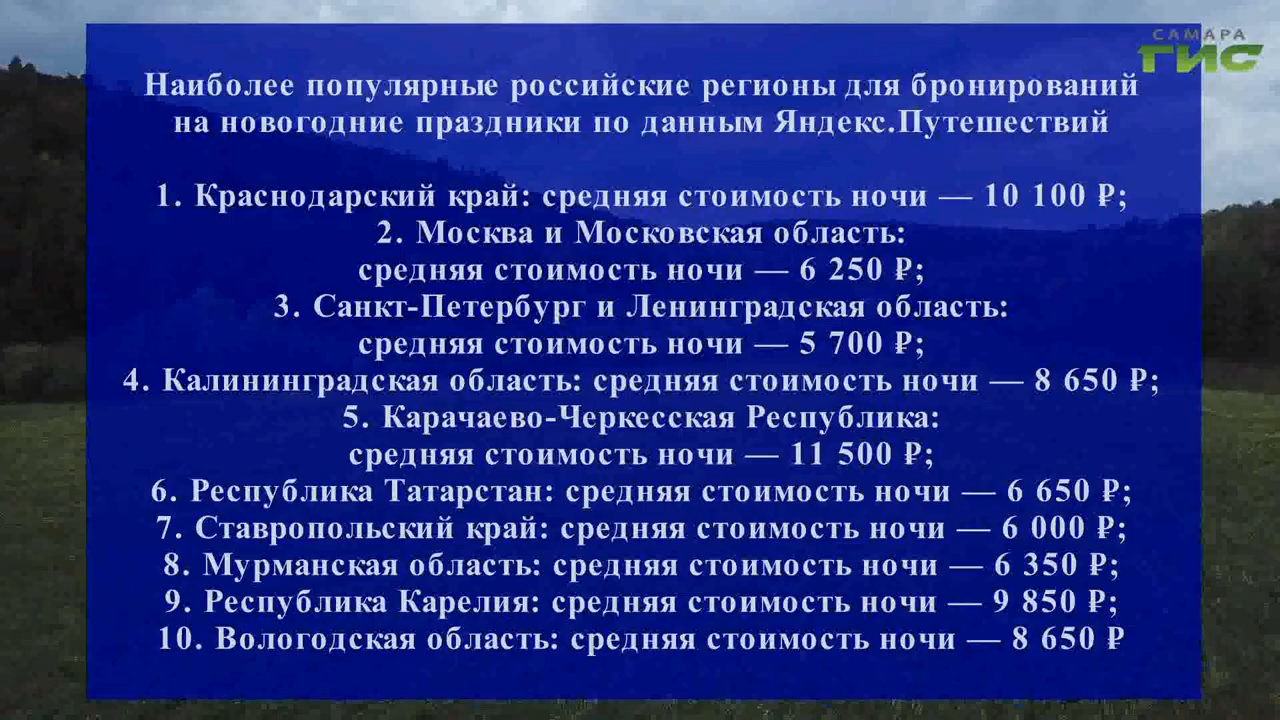 САМАРА
ГИС
Наиболее популярные российские регионы для бронирований
на новогодние праздники по данным Яндекс.Путешествий
1. Краснодарский край: средняя стоимость ночи — 10 100 ₽;
2. Москва и Московская область:
средняя стоимость ночи — 6 250 ₽;
3. Санкт-Петербург и Ленинградская область:
средняя стоимость ночи — 5 700 ₽;
4. Калининградская область: средняя стоимость ночи — 8 650 ₽;
5. Карачаево-Черкесская Республика:
средняя стоимость ночи — 11 500 ₽;
6. Республика Татарстан: средняя стоимость ночи — 6 650 ₽;
7. Ставропольский край: средняя стоимость ночи — 6 000 ₽;
8. Мурманская область: средняя стоимость ночи — 6 350 ₽;
9. Республика Карелия: средняя стоимость ночи — 9 850 ₽;
10. Вологодская область: средняя стоимость ночи — 8 650 ₽